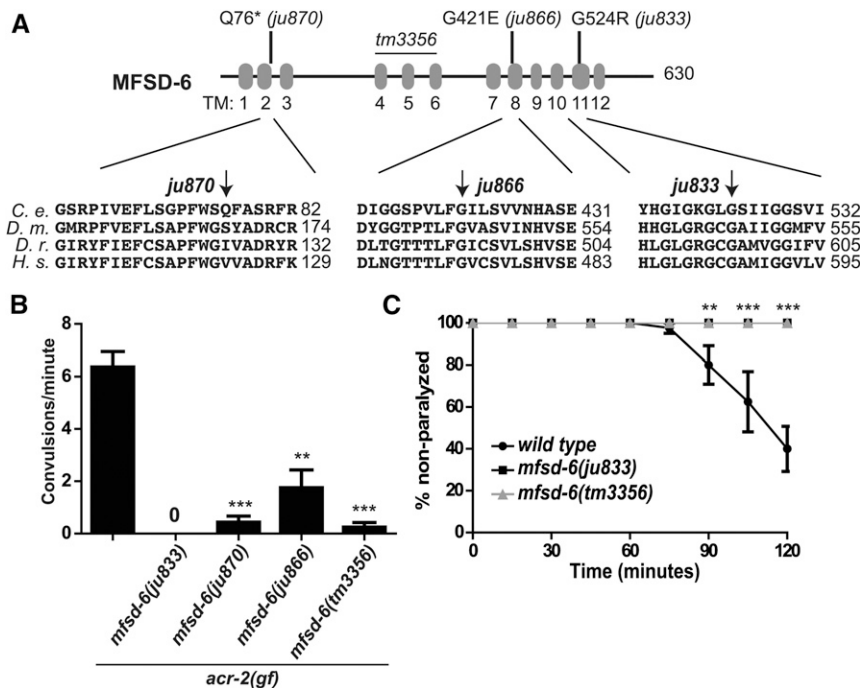 A
Q76* (ju870)
G421E (ju866)
G524R (ju833)
tm3356
MFSD-6
630
TM: 1 2 3 4 5 6 7 8 9 10 11 12
ju870
ju866
ju833
C. e. GSRPIVEFLSGPFWSQFASRFR 82 DIGGSPVLFGILSVVNHASE 431 YHGIGKGLGSIIGGSVI 532
D. m. GMRPFVEFLSAPFWGSYADRCR 174 DYGGTPTLFGVASVINHVSE 554 HHGLGRGCGAIIGGMFV 555
D. r. GIRYFIEFCSAPFWGIVADRYR 132 DLTGTTTLFGICSVLSHVSE 504 HLGLGRGCGAMVGGIFV 605
H. s. GIRYFIEFCSAPFWGVVADRFK 129 DLNGTTTLFGVCSVLSHVSE 483 HLGLGRGCGAMIGGVLV 595
B
Convulsions/minute
8
6
4
2
0
0
***
**
***
mfsd-6(ju833)
mfsd-6(ju870)
mfsd-6(ju866)
mfsd-6(tm3356)
acr-2(gf)
C
** *** ***
% non-paralyzed
100
80
60
40
20
0
wild type
mfsd-6(ju833)
mfsd-6(tm3356)
0 30 60 90 120
Time (minutes)